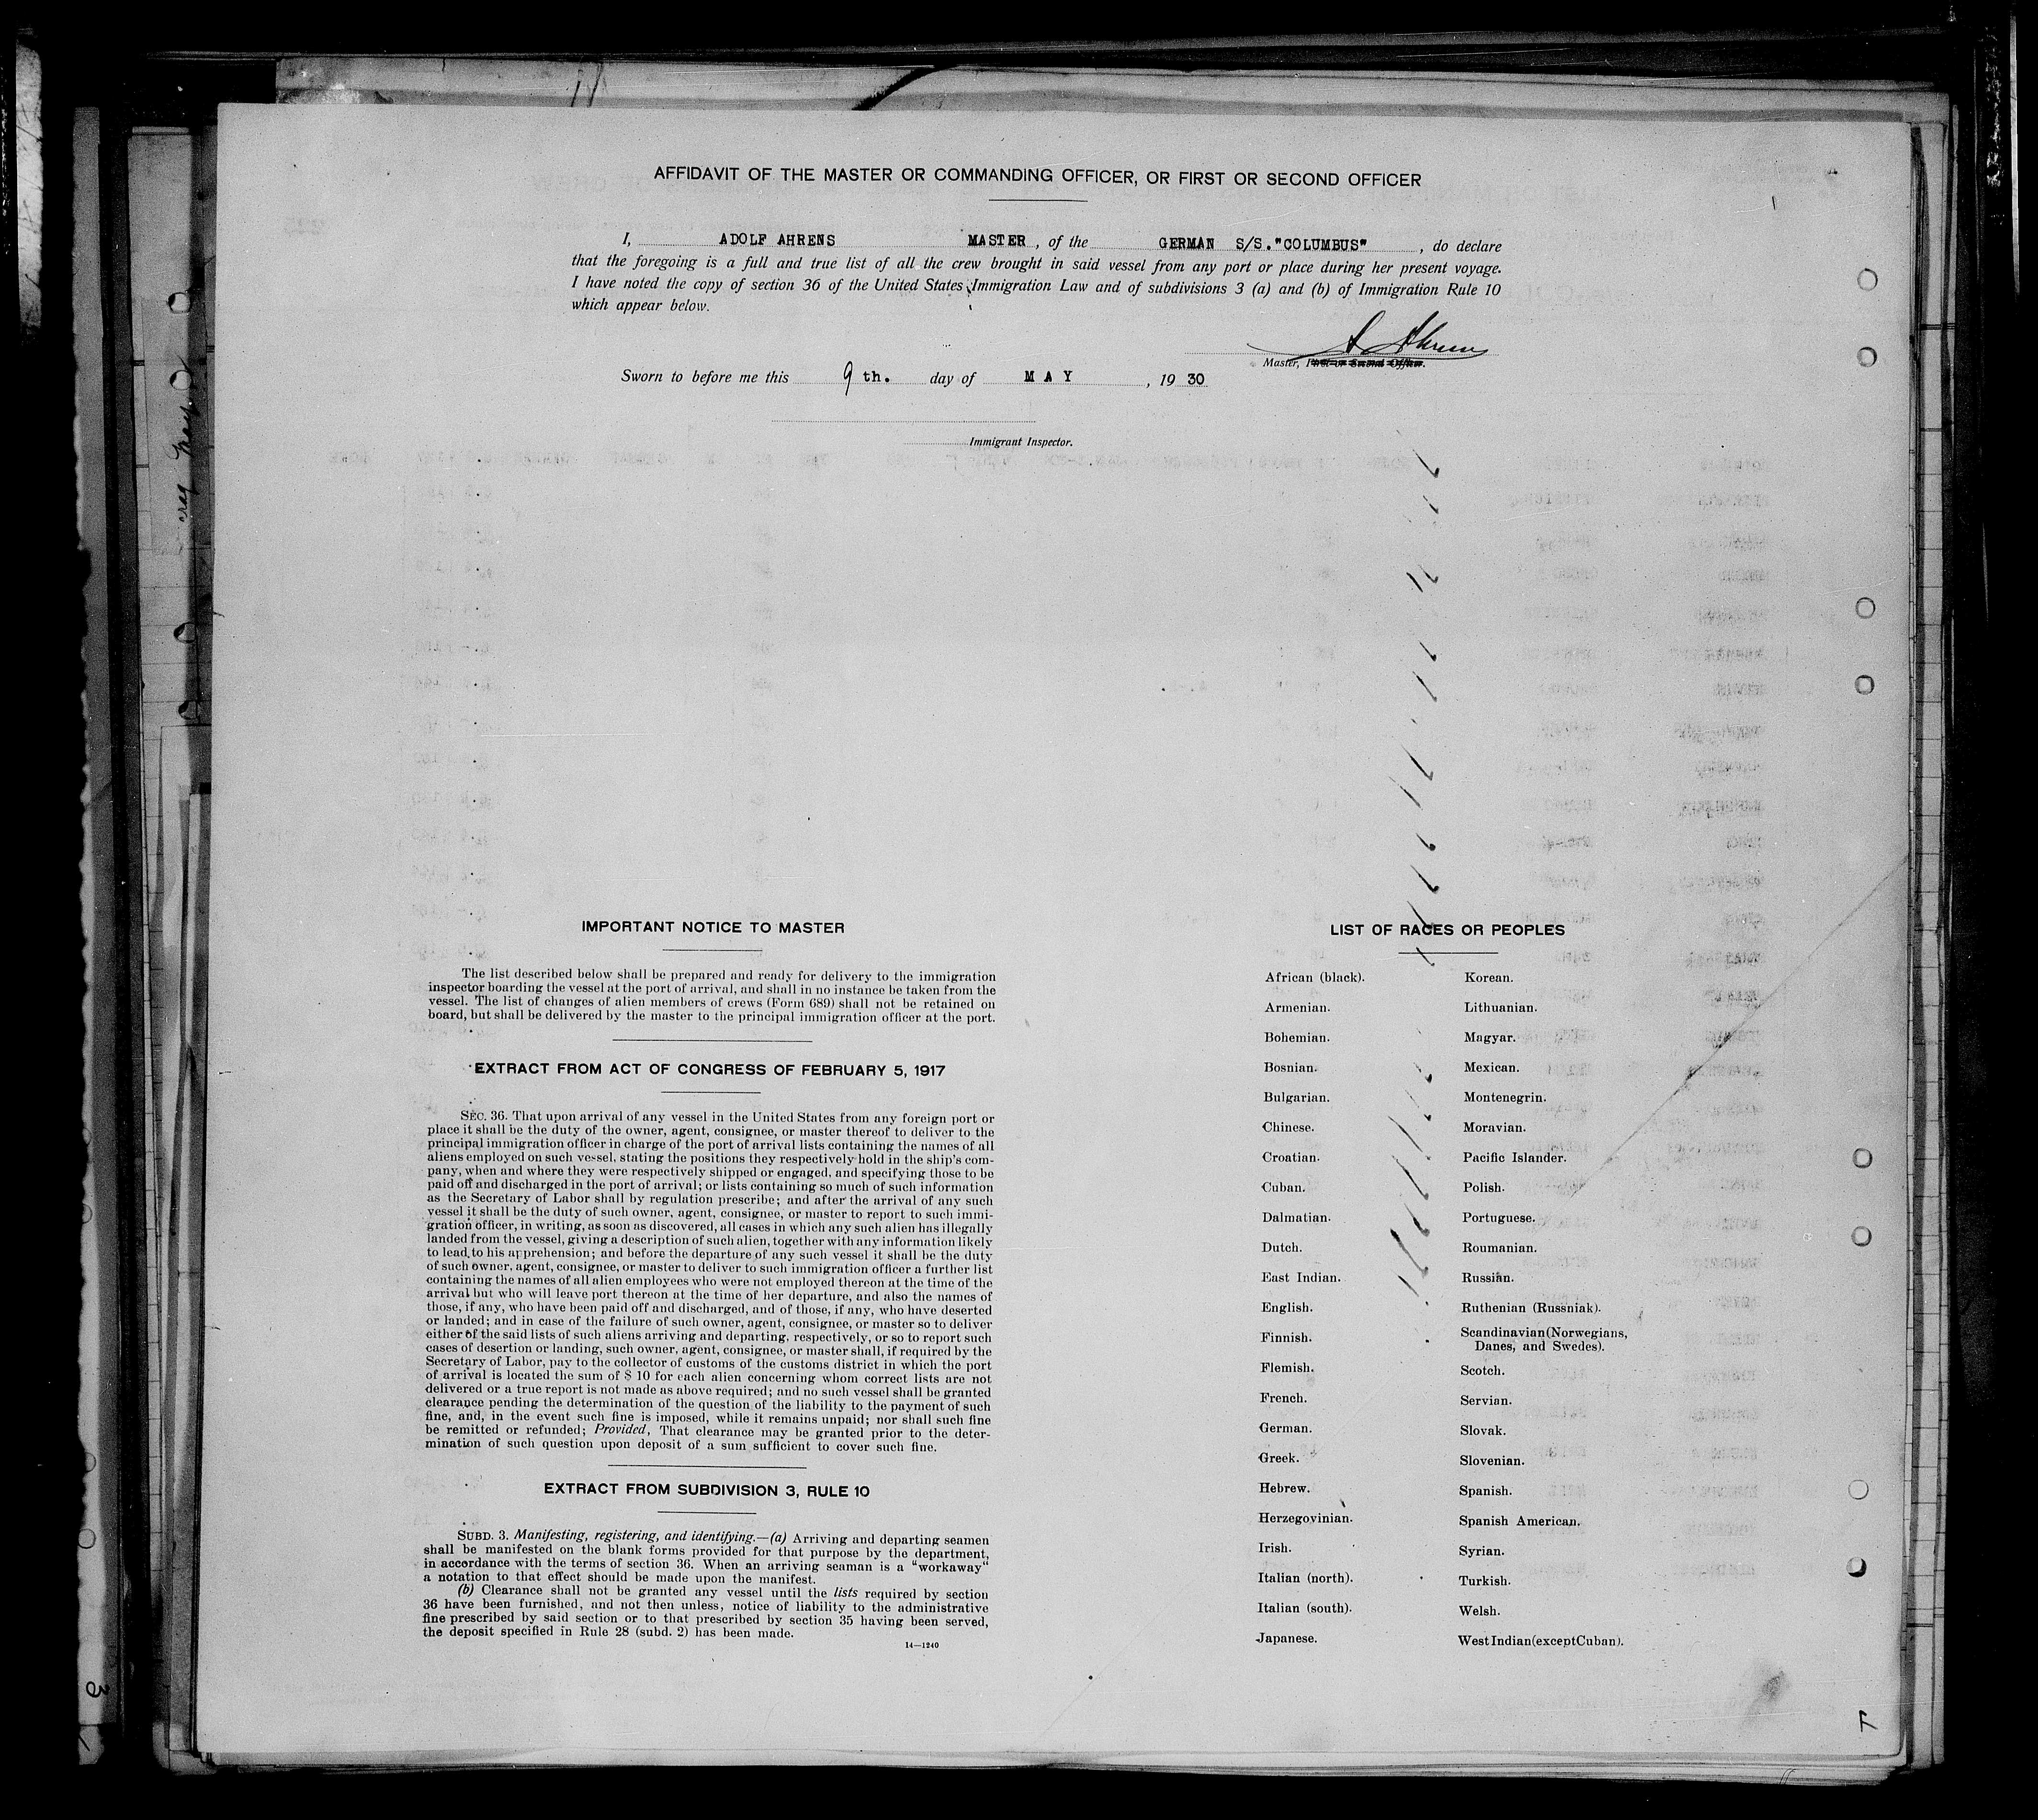 AFFIDAVIT OF THE MASTER OR COMMANDING OFFICER, OR FIRST OR SECOND OFFICER
I, ADOLF AHRENS MASTER, of the GERMAN S/S."COLUMBUS", do declare
that the foregoing is a full and true list of all the crew brought in said vessel from any port or place during her present voyage.
I have noted the copy of section 36 of the United States Immigration Law and of subdivisions 3 (a) and (b) of Immigration Rule 10
which appear below.
A. Ahrens
Master, First or Second Officer.
Sworn to before me this 9th. day of MAY, 1930
Immigrant Inspector.
IMPORTANT NOTICE TO MASTER
The list described below shall be prepared and ready for delivery to the immigration
inspector boarding the vessel at the port of arrival, and shall in no instance be taken from the
vessel. The list of changes of alien members of crews (Form 689) shall not be retained on
board, but shall be delivered by the master to the principal immigration officer at the port.
EXTRACT FROM ACT OF CONGRESS OF FEBRUARY 5, 1917
SEC. 36. That upon arrival of any vessel in the United States from any foreign port or
place it shall be the duty of the owner, agent, consignee, or master thereof to deliver to the
principal immigration officer in charge of the port of arrival lists containing the names of all
aliens employed on such vessel, stating the positions they respectively hold in the ship's com-
pany, when and where they were respectively shipped or engaged, and specifying those to be
paid off and discharged in the port of arrival; or lists containing so much of such information
as the Secretary of Labor shall by regulation prescribe; and after the arrival of any such
vessel it shall be the duty of such owner, agent, consignee, or master to report to such immi-
gration officer, in writing, as soon as discovered, all cases in which any such alien has illegally
landed from the vessel, giving a description of such alien, together with any information likely
to lead to his apprehension; and before the departure of any such vessel it shall be the duty
of such owner, agent, consignee, or master to deliver to such immigration officer a further list
containing the names of all alien employees who were not employed thereon at the time of the
arrival but who will leave port thereon at the time of her departure, and also the names of
those, if any, who have been paid off and discharged, and of those, if any, who have deserted
or landed; and in case of the failure of such owner, agent, consignee, or master so to deliver
either of the said lists of such aliens arriving and departing, respectively, or so to report such
cases of desertion or landing, such owner, agent, consignee, or master shall, if required by the
Secretary of Labor, pay to the collector of customs of the customs district in which the port
of arrival is located the sum of $ 10 for each alien concerning whom correct lists are not
delivered or a true report is not made as above required; and no such vessel shall be granted
clearance pending the determination of the question of the liability to the payment of such
fine, and, in the event such fine is imposed, while it remains unpaid; nor shall such fine
be remitted or refunded; Provided, That clearance may be granted prior to the deter-
mination of such question upon deposit of a sum sufficient to cover such fine.
EXTRACT FROM SUBDIVISION 3, RULE 10
SUBD. 3. Manifesting, registering, and identifying.—(a) Arriving and departing seamen
shall be manifested on the blank forms provided for that purpose by the department,
in accordance with the terms of section 36. When an arriving seaman is a "workaway"
a notation to that effect should be made upon the manifest.
(b) Clearance shall not be granted any vessel until the lists required by section
36 have been furnished, and not then unless, notice of liability to the administrative
fine prescribed by said section or to that prescribed by section 35 having been served,
the deposit specified in Rule 28 (subd. 2) has been made.
14—1240
LIST OF RACES OR PEOPLES
African (black).
Armenian.
Bohemian.
Bosnian.
Bulgarian.
Chinese.
Croatian.
Cuban.
Dalmatian.
Dutch.
East Indian.
English.
Finnish.
Flemish.
French.
German.
Greek.
Hebrew.
Herzegovinian.
Irish.
Italian (north).
Italian (south).
Japanese.
Korean.
Lithuanian.
Magyar.
Mexican.
Montenegrin.
Moravian.
Pacific Islander.
Polish.
Portuguese.
Roumanian.
Russian.
Ruthenian (Russniak).
Scandinavian (Norwegians,
Danes, and Swedes).
Scotch.
Servian.
Slovak.
Slovenian.
Spanish.
Spanish American.
Syrian.
Turkish.
Welsh.
West Indian (except Cuban).